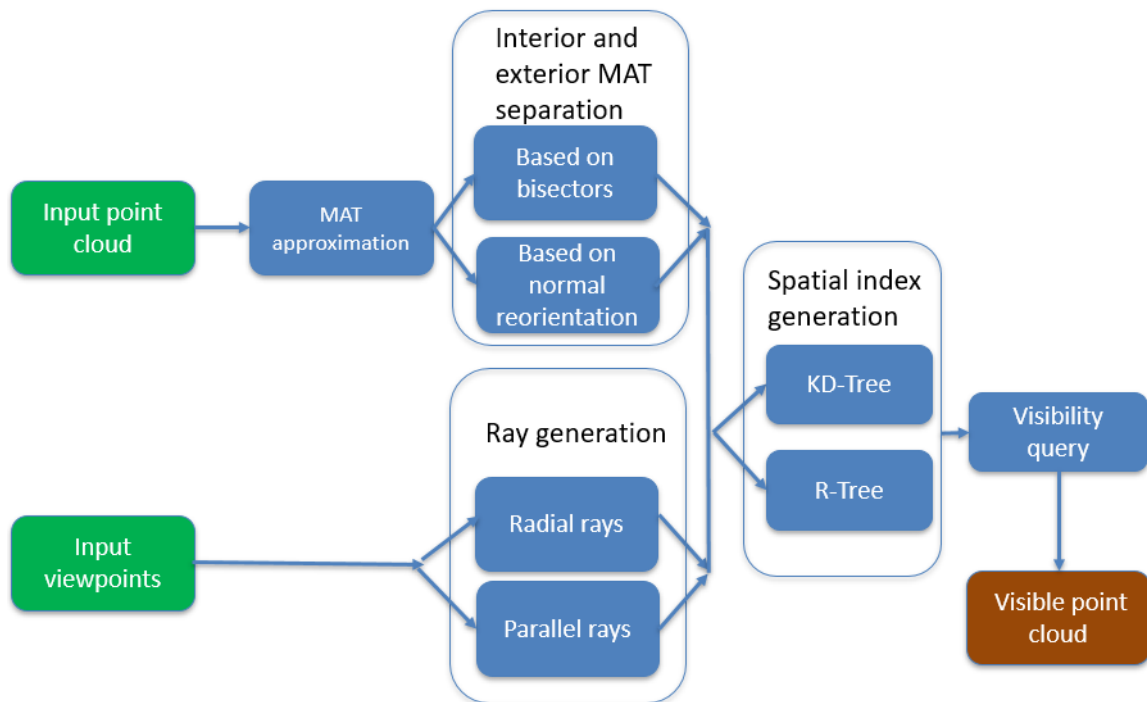 Interior and
exterior MAT
separation
Based on
bisectors
Input point
cloud
MAT
approximation
Based on
normal
reorientation
Spatial index
generation
KD-Tree
Visibility
query
Ray generation
R-Tree
Radial rays
Input
viewpoints
Visible point
cloud
Parallel rays